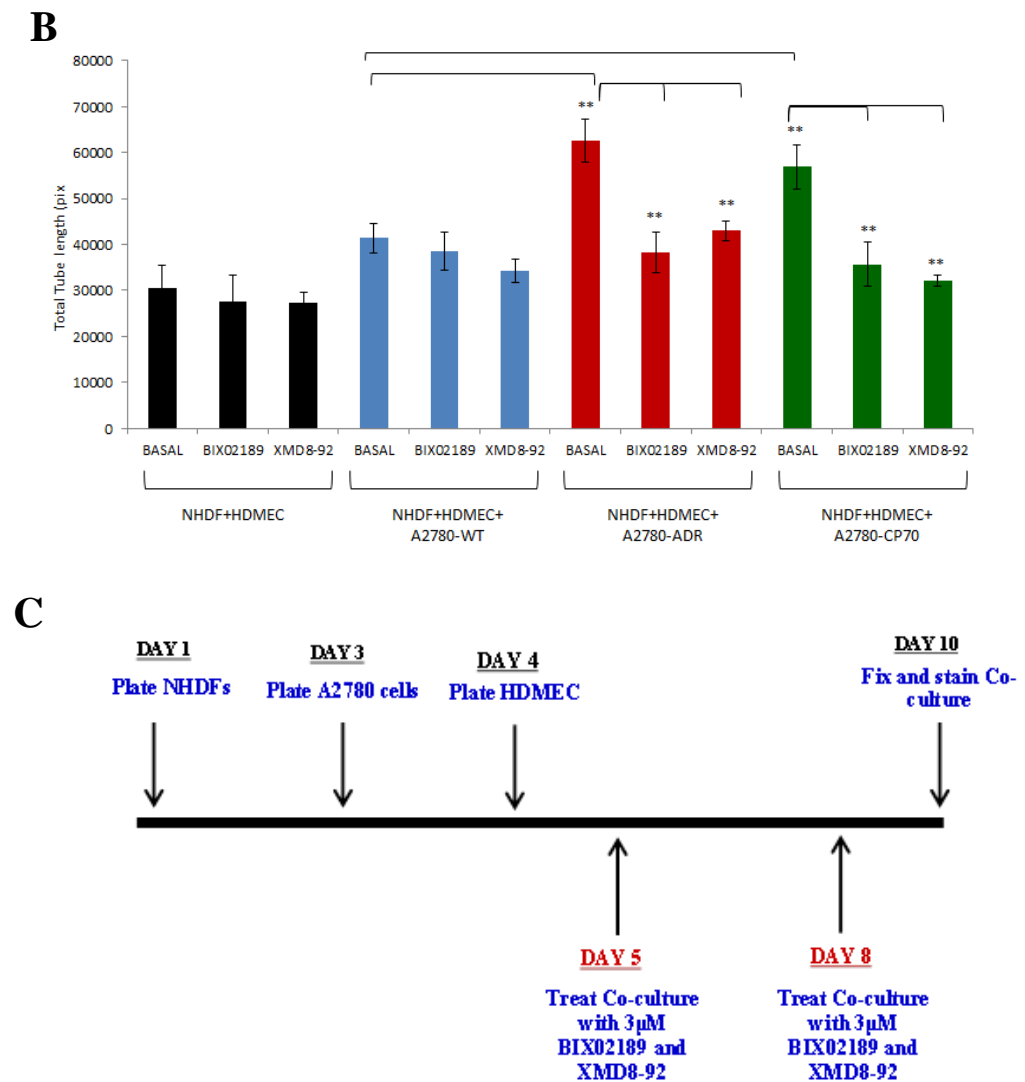 B
80000
70000
60000
50000
40000
30000
20000
10000
0
Total Tube length (pix
**
**
**
**
**
**
BASAL BIX02189 XMD8-92 BASAL BIX02189 XMD8-92 BASAL BIX02189 XMD8-92 BASAL BIX02189 XMD8-92
NHDF+HDMEC
NHDF+HDMEC+
A2780-WT
NHDF+HDMEC+
A2780-ADR
NHDF+HDMEC+
A2780-CP70
C
DAY 1
Plate NHDFs
DAY 3
Plate A2780 cells
DAY 4
Plate HDMEC
DAY 10
Fix and stain Co-
culture
DAY 5
Treat Co-culture
with 3µM
BIX02189 and
XMD8-92
DAY 8
Treat Co-culture
with 3µM
BIX02189 and
XMD8-92